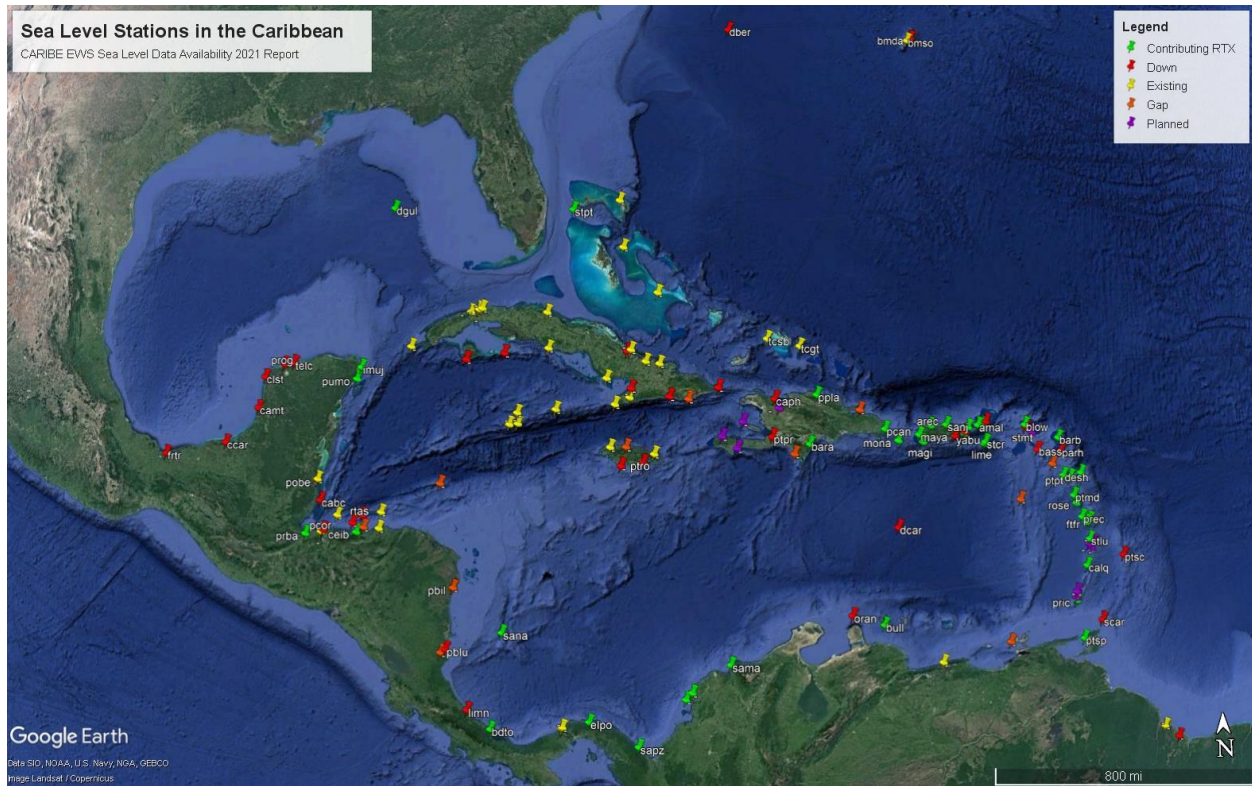 Sea Level Stations in the Caribbean
CARIBE EWS Sea Level Data Availability 2021 Report
Legend
Contributing RTX
Down
Existing
Gap
Planned
dber
bmda
bmso
dgul
stpt
tcsb
tcgt
prog
telc
imuj
clst
pumo
camt
ccar
frtr
caph
ppla
ptpr
bara
ptro
pcan
mona
arec
maya
magi
sanj
yabu
amal
lime
stcr
blow
stmt
barb
bass
parh
ptpt
desh
rose
ptmd
ftfr
prec
stlu
ptsc
calq
pric
scar
ptsp
pobe
cabc
rtas
pcor
prba
ceib
dcar
pbil
sana
pblu
oran
bull
sama
limn
bdto
elpo
sapz
Google Earth
Data SIO, NOAA, U.S. Navy, NGA, GEBCO
Image Landsat / Copernicus
N
800 mi